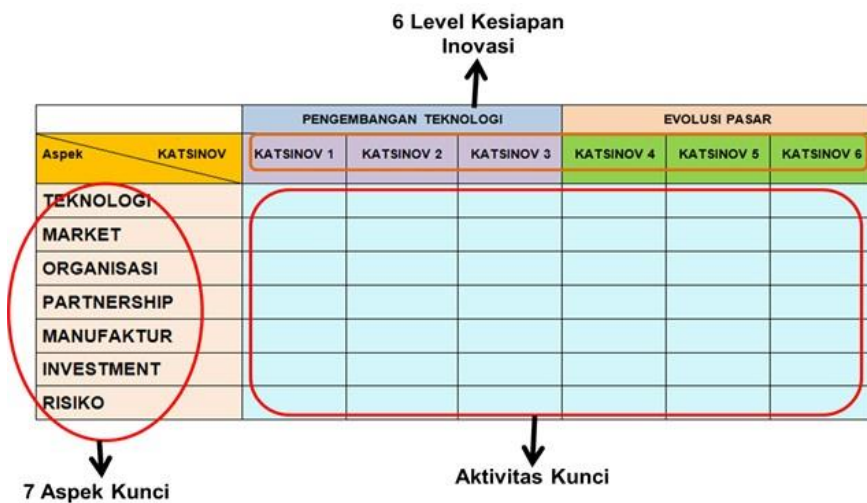 6 Level Kesiapan
Inovasi
PENGEMBANGAN TEKNOLOGI EVOLUSI PASAR
Aspek KATSINOV KATSINOV 1 KATSINOV 2 KATSINOV 3 KATSINOV 4 KATSINOV 5 KATSINOV 6
TEKNOLOGI
MARKET
ORGANISASI
PARTNERSHIP
MANUFAKTUR
INVESTMENT
RISIKO
7 Aspek Kunci
Aktivitas Kunci